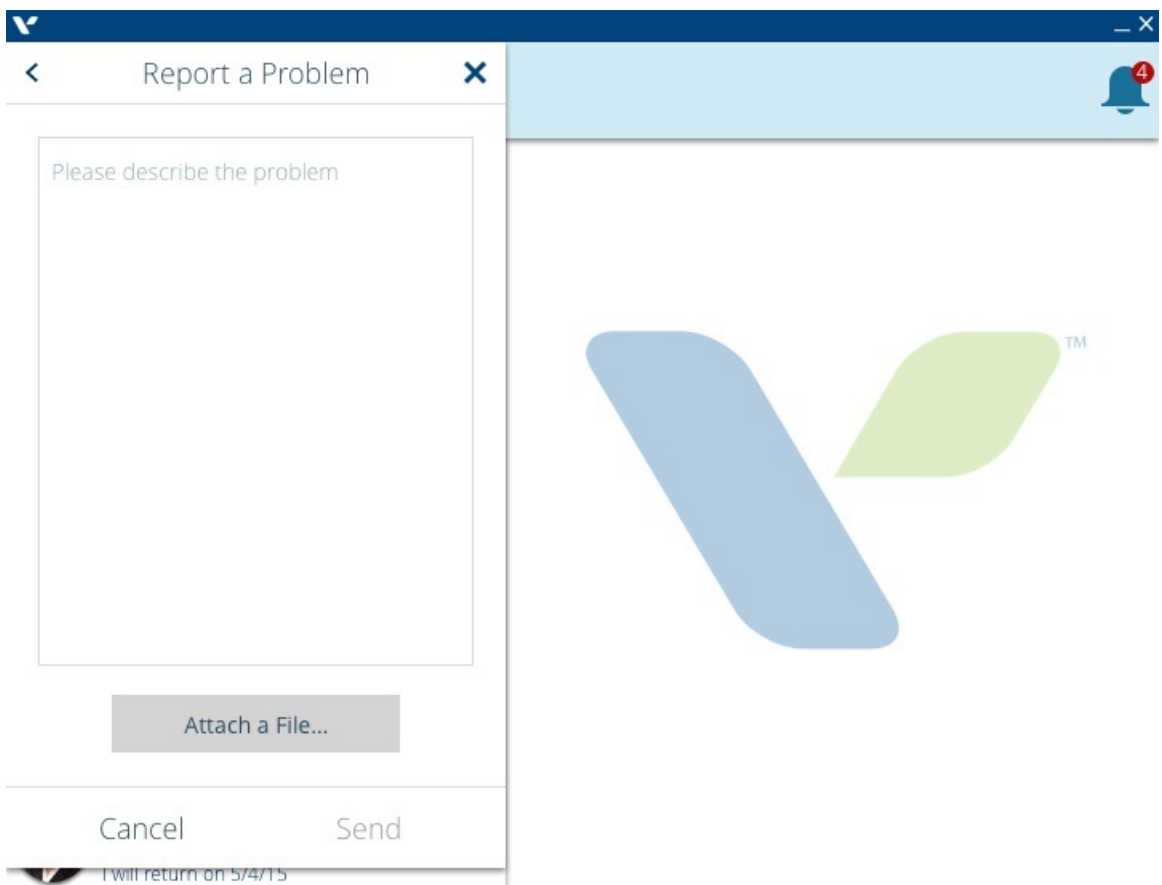 Report a Problem
4
Please describe the problem
TM
Attach a File...
Cancel
Send
I will return on 5/4/15